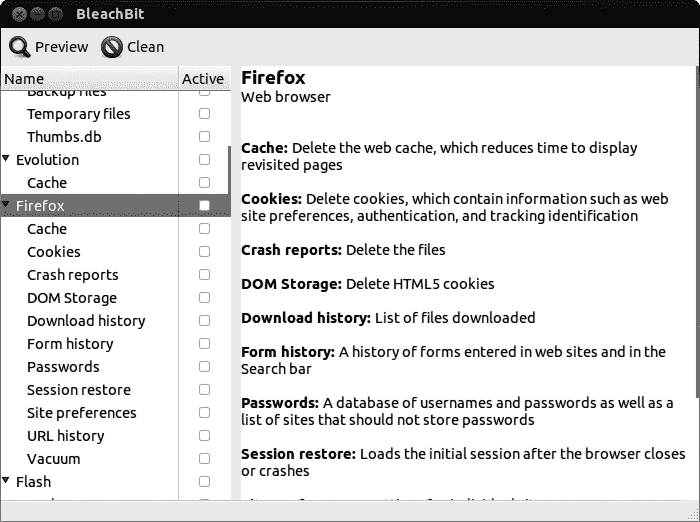 BleachBit
Preview Clean
Name Active
Backup files
Temporary files
Thumbs.db
Evolution
Cache
Firefox
Cache
Cookies
Crash reports
DOM Storage
Download history
Form history
Passwords
Session restore
Site preferences
URL history
Vacuum
Flash
Firefox
Web browser
Cache: Delete the web cache, which reduces time to display
revisited pages
Cookies: Delete cookies, which contain information such as web
site preferences, authentication, and tracking identification
Crash reports: Delete the files
DOM Storage: Delete HTML5 cookies
Download history: List of files downloaded
Form history: A history of forms entered in web sites and in the
Search bar
Passwords: A database of usernames and passwords as well as a
list of sites that should not store passwords
Session restore: Loads the initial session after the browser closes
or crashes